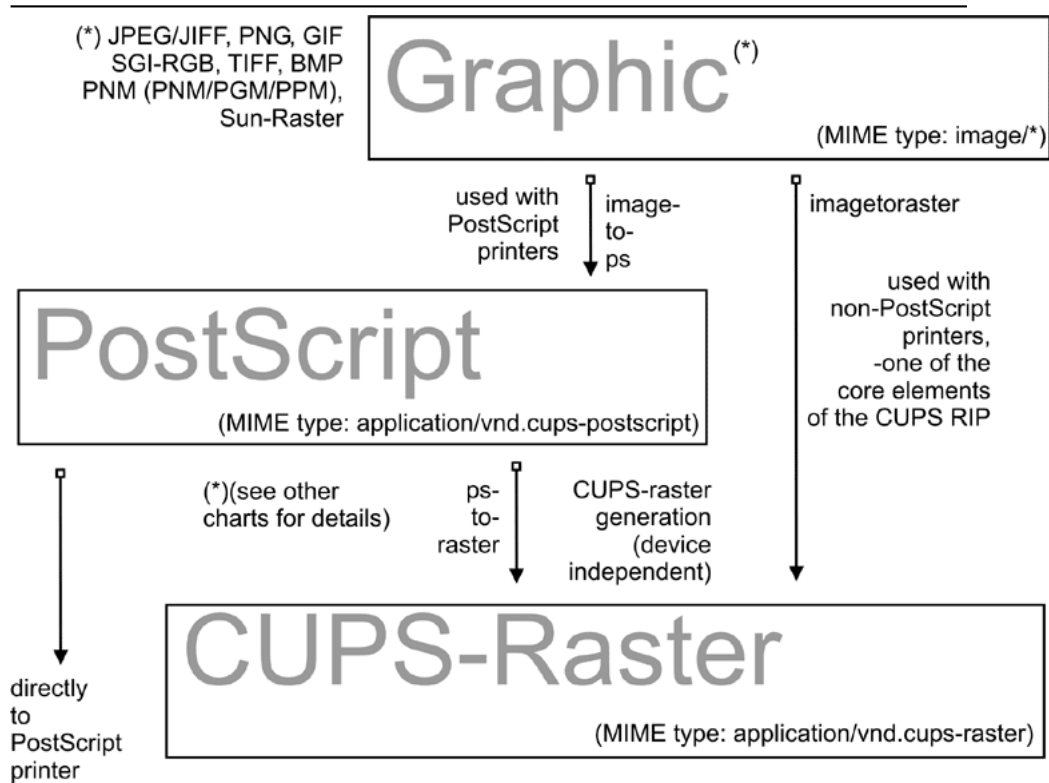 (*) JPEG/JIFF, PNG, GIF
SGI-RGB, TIFF, BMP
PNM (PNM/PGM/PPM),
Sun-Raster
Graphic(*)
(MIME type: image/*)
used with
PostScript
printers
image-
to-
ps
imagetoraster
used with
non-PostScript
printers,
-one of the
core elements
of the CUPS RIP
PostScript
(MIME type: application/vnd.cups-postscript)
(*)(see other
charts for details)
ps-
to-
raster
CUPS-raster
generation
(device
independent)
directly
to
PostScript
printer
CUPS-Raster
(MIME type: application/vnd.cups-raster)